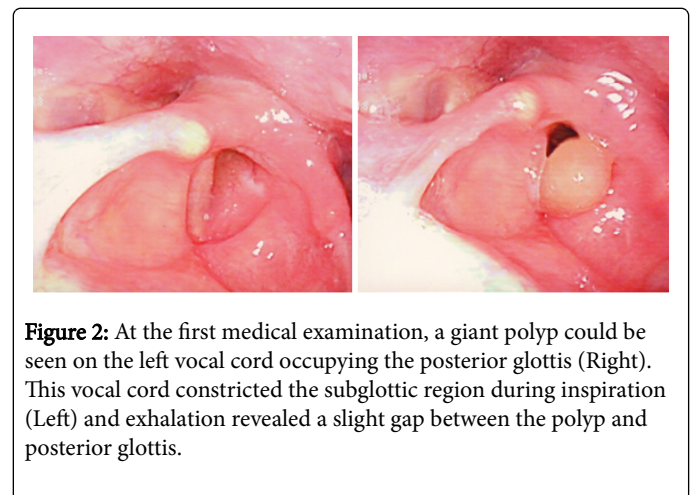 Figure 2: At the first medical examination, a giant polyp could be
seen on the left vocal cord occupying the posterior glottis (Right).
This vocal cord constricted the subglottic region during inspiration
(Left) and exhalation revealed a slight gap between the polyp and
posterior glottis.